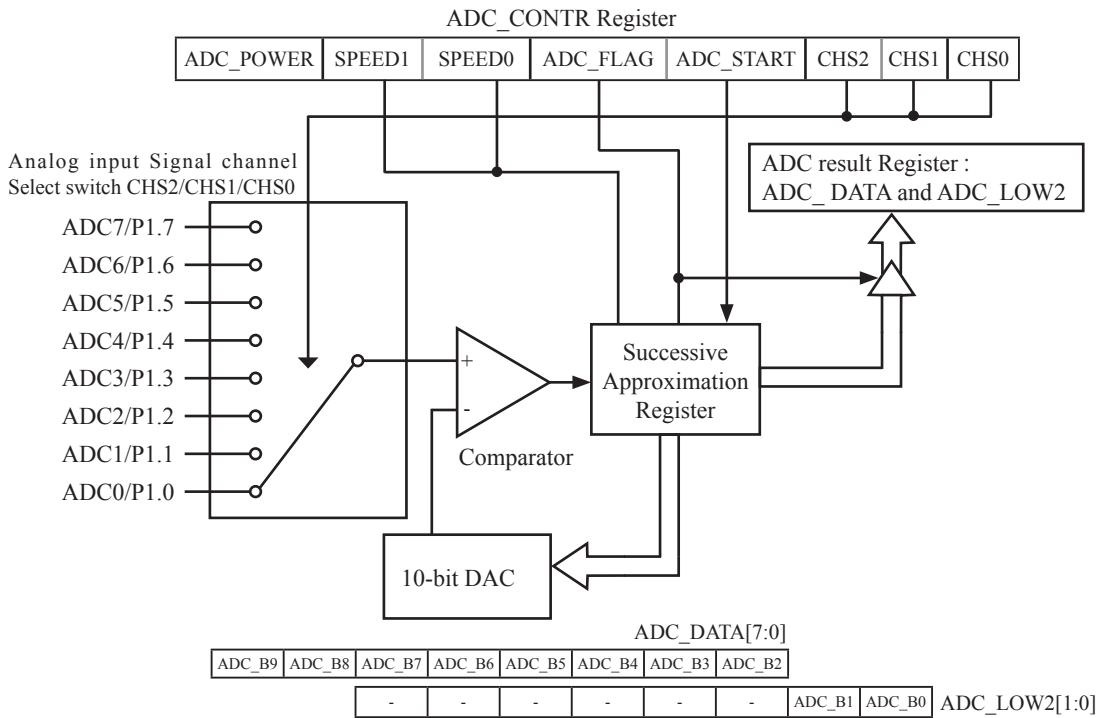 ADC_CONTR Register
ADC_POWER SPEED1 SPEED0 ADC_FLAG ADC_START CHS2 CHS1 CHS0
Analog input Signal channel
Select switch CHS2/CHS1/CHS0
ADC result Register :
ADC_ DATA and ADC_LOW2
ADC7/P1.7
ADC6/P1.6
ADC5/P1.5
ADC4/P1.4
ADC3/P1.3
ADC2/P1.2
ADC1/P1.1
ADC0/P1.0
+
-
Comparator
Successive
Approximation
Register
10-bit DAC
ADC_DATA[7:0]
ADC_B9 ADC_B8 ADC_B7 ADC_B6 ADC_B5 ADC_B4 ADC_B3 ADC_B2
- - - - - - ADC_B1 ADC_B0 ADC_LOW2[1:0]